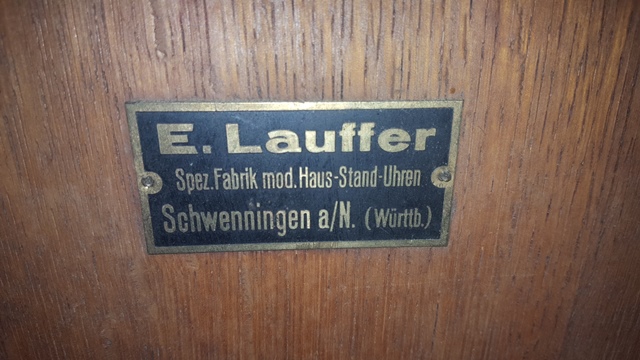 E. Lauffer
Spez. Fabrik mod. Haus-Stand-Uhren
Schwenningen a/N. (Württb.)